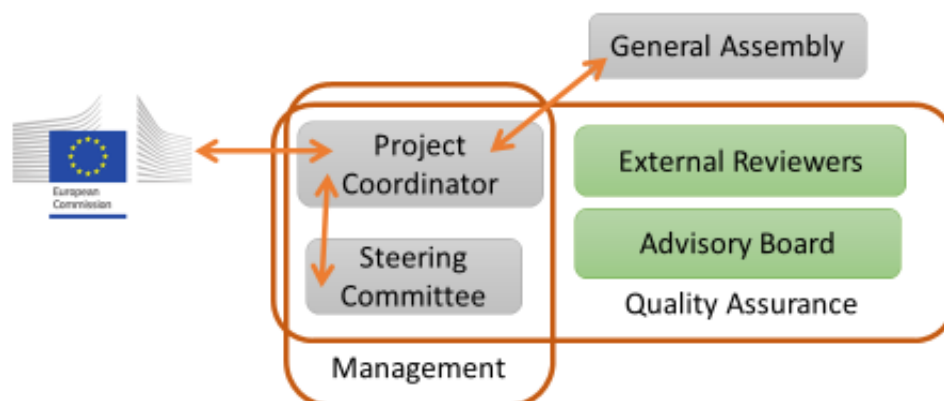 General Assembly
European
Commission
Project
Coordinator
External Reviewers
Steering
Committee
Advisory Board
Quality Assurance
Management